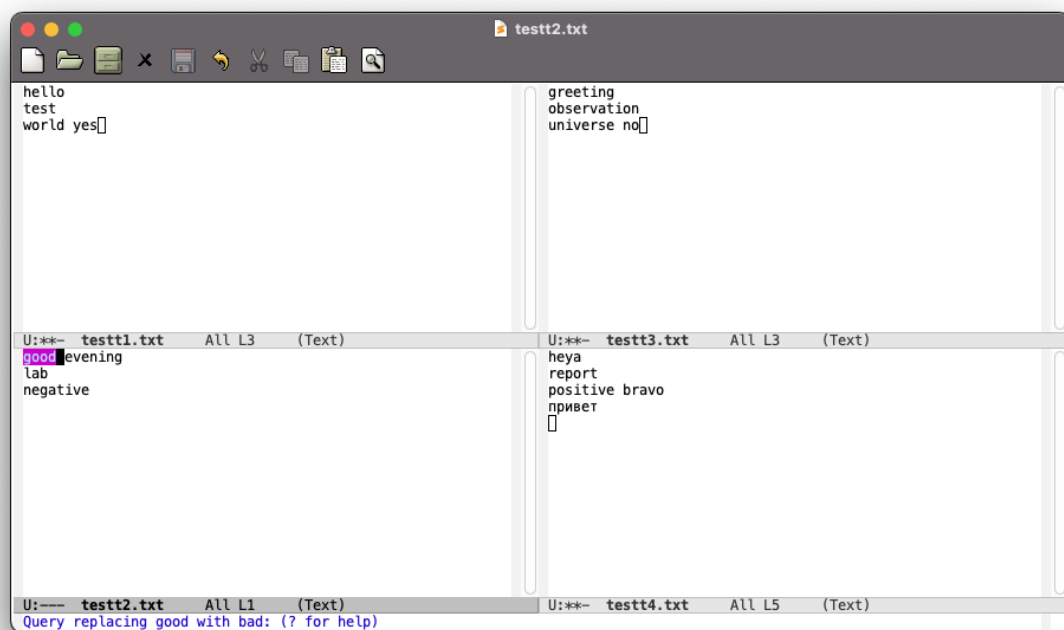 testt2.txt
hello
test
world yes
U:**-  testt1.txt     All L3     (Text)
greeting
observation
universe no
U:**-  testt3.txt     All L3     (Text)
good evening
lab
negative
U:---  testt2.txt     All L1     (Text)
heya
report
positive bravo
привет
U:**-  testt4.txt     All L5     (Text)
Query replacing good with bad: (? for help)